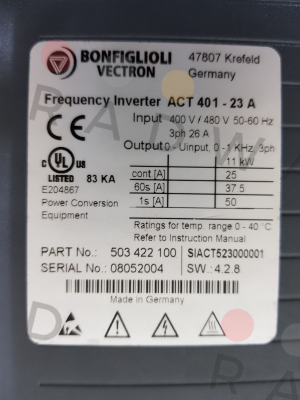 BONFIGLIOLI
VECTRON
47807 Krefeld
Germany
Frequency Inverter ACT 401 - 23 A
Input 400 V / 480 V 50-60 Hz
3ph 26 A
Output 0 - Uinput, 0 - 1 KHz, 3ph
11 kW
cont.[A] 25
60s [A] 37.5
1s [A] 50
CE
c UL US
LISTED 83 KA
E204867
Power Conversion
Equipment
Ratings for temp. range 0 - 40 °C
Refer to Instruction Manual
PART No.: 503 422 100 SIACT523000001
SERIAL No.: 08052004 SW.: 4.2.8
Made in Germany